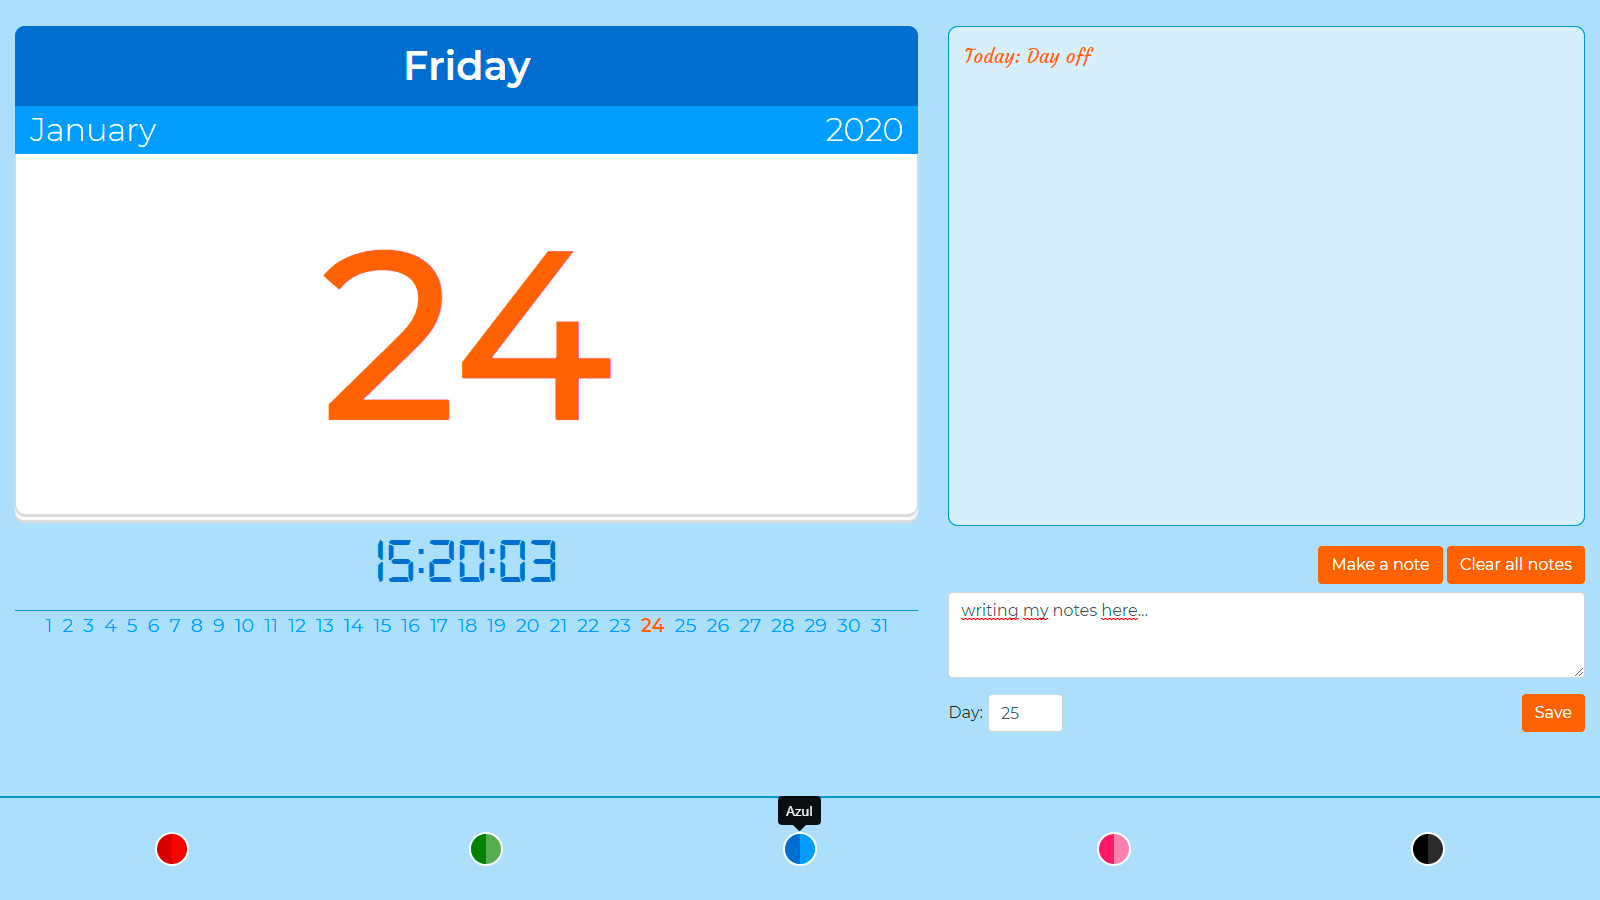 Friday
January 2020
24
15:20:03
1 2 3 4 5 6 7 8 9 10 11 12 13 14 15 16 17 18 19 20 21 22 23 24 25 26 27 28 29 30 31
Today: Day off
Make a note Clear all notes
writing my notes here...
Day: 25 Save
Azul